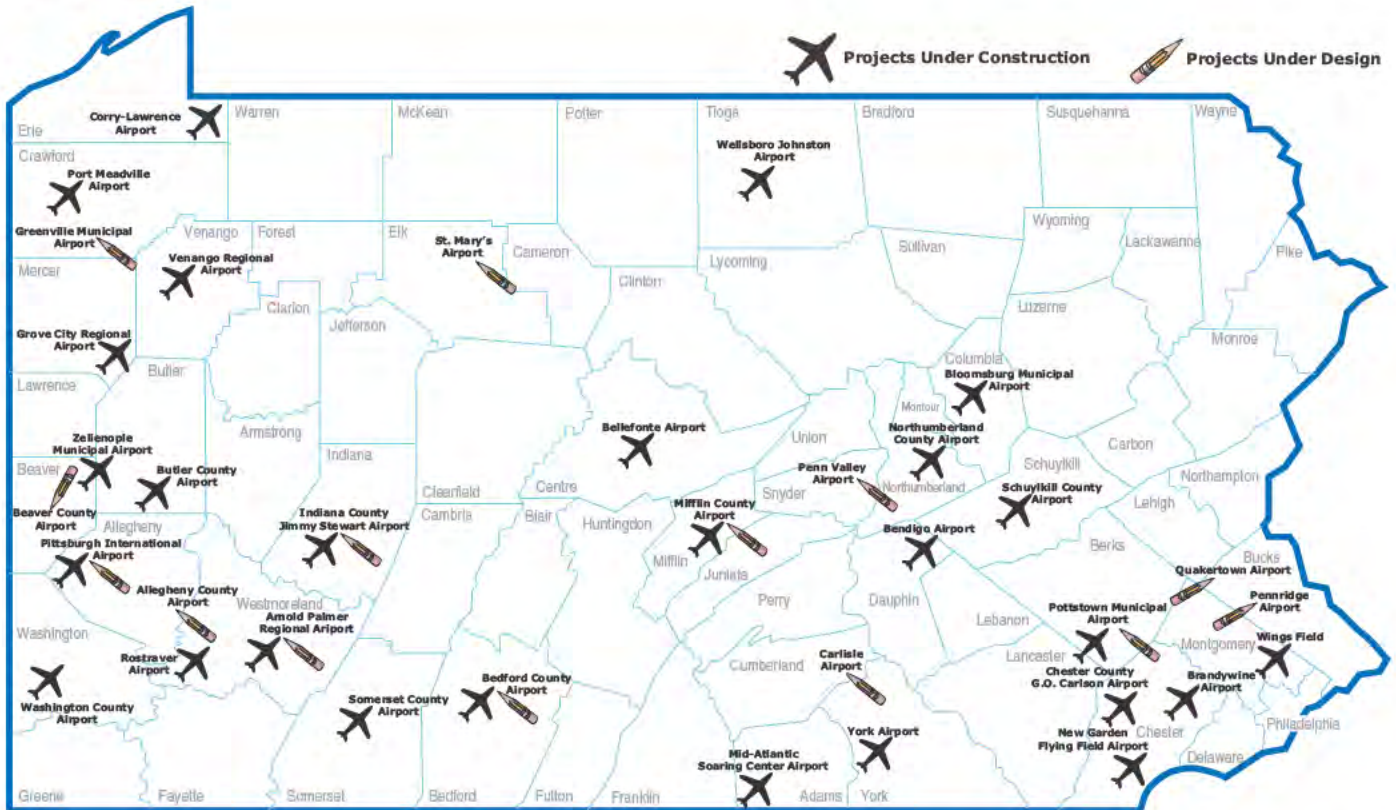 Projects Under Construction
Projects Under Design
Erie
Corry-Lawrence
Airport
Warren
McKean
Potter
Tioga
Bradford
Susquehanna
Wayne
Crawford
Port Meadville
Airport
Wellsboro Johnston
Airport
Greenville Municipal
Airport
Mercer
Venango
Venango Regional
Airport
Forest
Elk
St. Mary's
Airport
Cameron
Clinton
Lycoming
Sullivan
Wyoming
Lackawanna
Pike
Clarion
Jefferson
Luzerne
Monroe
Grove City Regional
Airport
Lawrence
Butler
Columbia
Bloomsburg Municipal
Airport
Montour
Armstrong
Zelienople
Municipal Airport
Beaver
Butler County
Airport
Indiana
Bellefonte Airport
Union
Northumberland
County Airport
Carbon
Schuylkill
Northampton
Beaver County
Airport
Allegheny
Clearfield
Centre
Snyder
Penn Valley
Airport
Northumberland
Schuylkill County
Airport
Lehigh
Pittsburgh International
Airport
Indiana County
Jimmy Stewart Airport
Cambria
Blair
Huntingdon
Mifflin County
Airport
Mifflin
Juniata
Bendigo Airport
Berks
Bucks
Quakertown Airport
Allegheny County
Airport
Westmoreland
Arnold Palmer
Regional Ariport
Perry
Dauphin
Lebanon
Pottstown Municipal
Airport
Pennridge
Airport
Washington
Rostraver
Airport
Cumberland
Carlisle
Airport
Lancaster
Montgomery
Wings Field
Washington County
Airport
Somerset County
Airport
Bedford County
Airport
Chester County
G.O. Carlson Airport
Brandywine
Airport
York Airport
New Garden
Flying Field Airport
Chester
Philadelphia
Delaware
Mid-Atlantic
Soaring Center Airport
Greene
Fayette
Somerset
Bedford
Fulton
Franklin
Adams
York